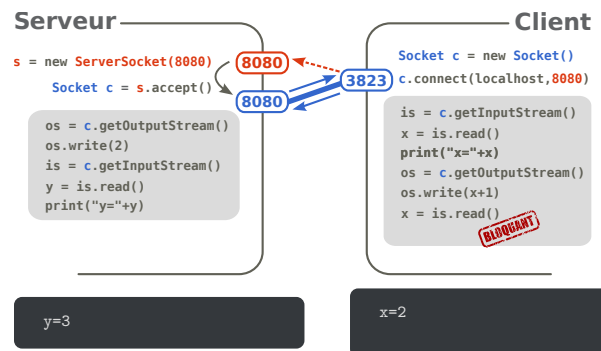 Serveur
s = new ServerSocket(8080)
Socket c = s.accept()
os = c.getOutputStream()
os.write(2)
is = c.getInputStream()
y = is.read()
print("y="+y)
8080
8080
3823
Client
Socket c = new Socket()
c.connect(localhost,8080)
is = c.getInputStream()
x = is.read()
print("x="+x)
os = c.getOutputStream()
os.write(x+1)
x = is.read()
BLOQUANT
y=3
x=2